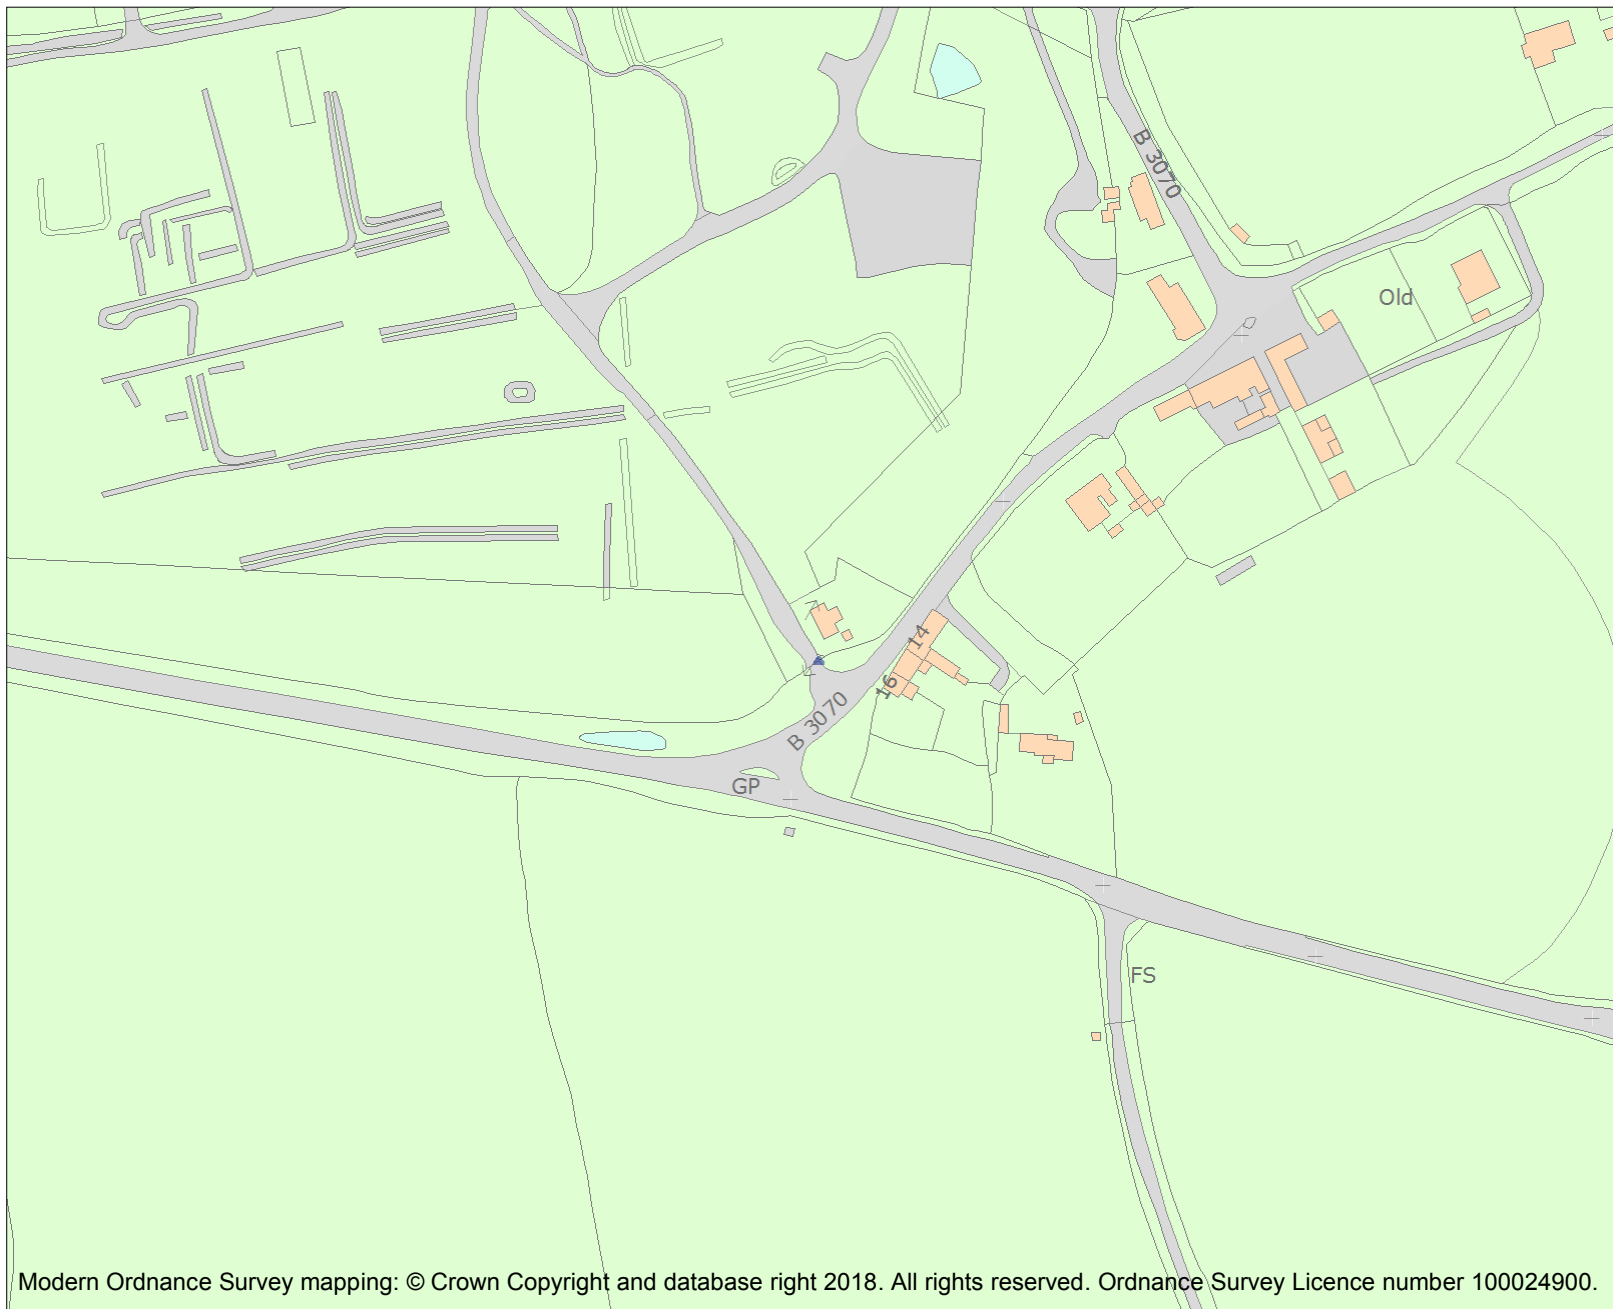 B 3070
Old
14
16
B 3070
GP
FS
Modern Ordnance Survey mapping: © Crown Copyright and database right 2018. All rights reserved. Ordnance Survey Licence number 100024900.